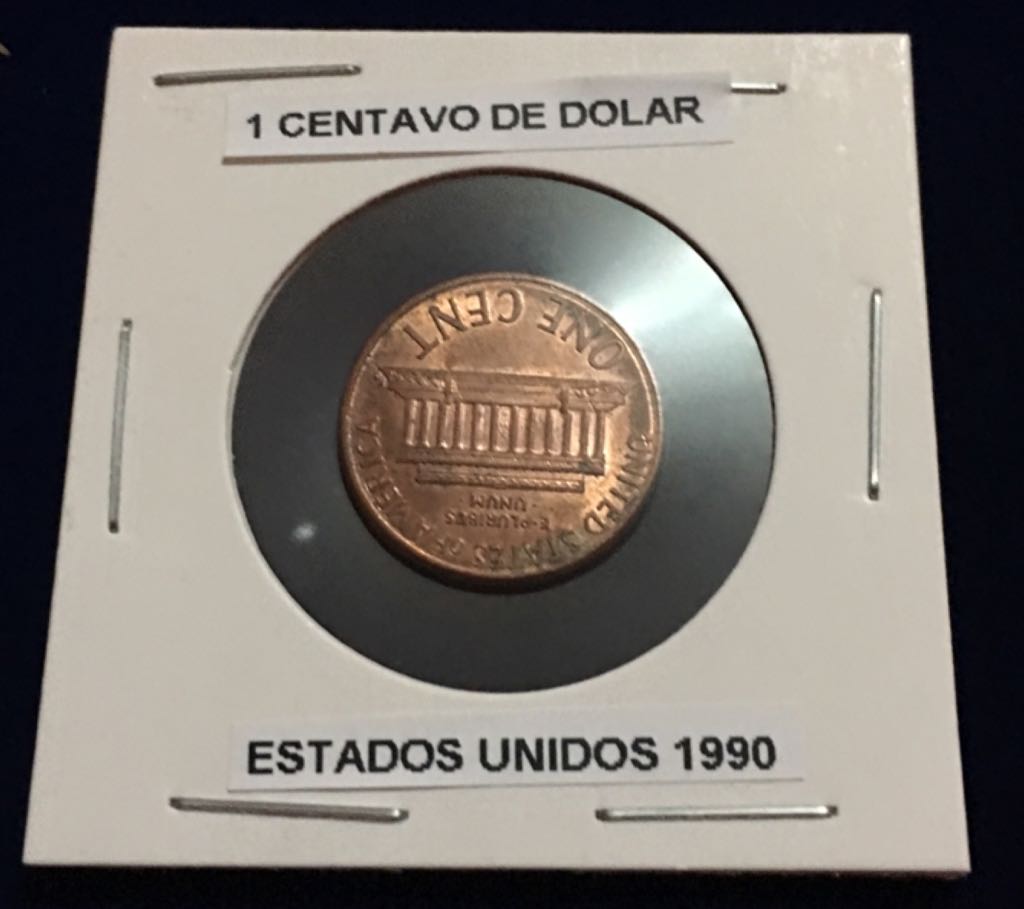 1 CENTAVO DE DOLAR
UNITED STATES OF AMERICA
E·PLURIBUS
·UNUM·
ONE CENT
ESTADOS UNIDOS 1990